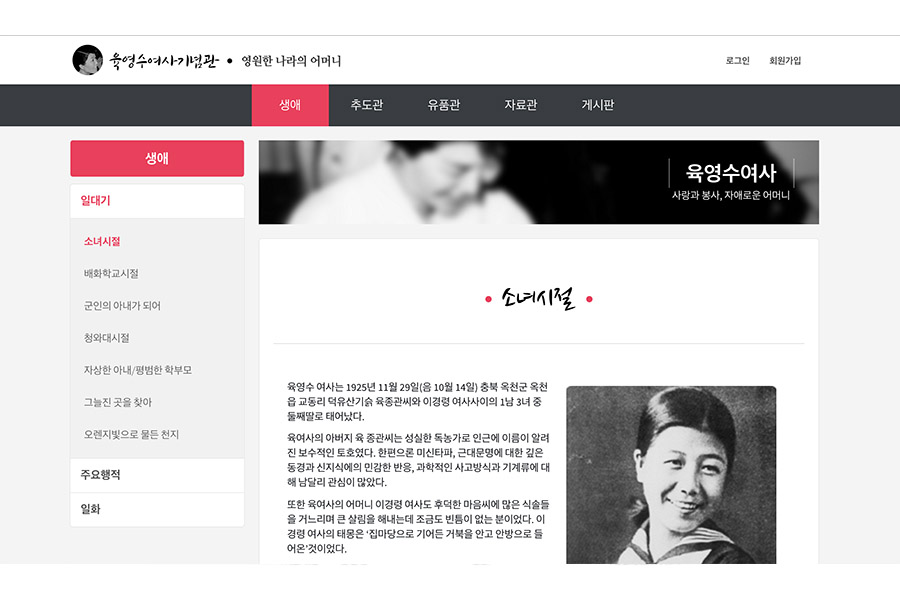 육영수여사기념관 • 영원한 나라의 어머니
로그인 회원가입
생애 추도관 유품관 자료관 게시판
생애
일대기
소녀시절
배화학교시절
군인의 아내가 되어
청와대시절
자상한 아내/평범한 학부모
그늘진 곳을 찾아
오렌지빛으로 물든 천지
주요행적
일화
육영수여사
사랑과 봉사, 자애로운 어머니
• 소녀시절 •
육영수 여사는 1925년 11월 29일(음 10월 14일) 충북 옥천군 옥천
읍 교동리 덕유산기슭 육종관씨와 이경령 여사사이의 1남 3녀 중
둘째딸로 태어났다.
육여사의 아버지 육 종관씨는 성실한 독농가로 인근에 이름이 알려
진 보수적인 토호였다. 한편으론 미신타파, 근대문명에 대한 깊은
동경과 신지식에의 민감한 반응, 과학적인 사고방식과 기계류에 대
해 남달리 관심이 많았다.
또한 육여사의 어머니 이경령 여사도 후덕한 마음씨에 많은 식솔들
을 거느리며 큰 살림을 해내는데 조금도 빈틈이 없는 분이었다. 이
경령 여사의 태몽은 ‘집마당으로 기어든 거북을 안고 안방으로 들
어온’것이었다.